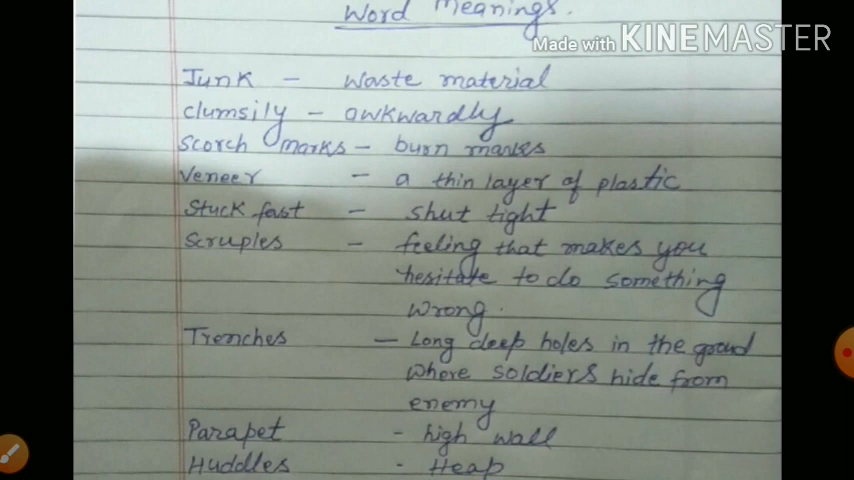 Word Meanings.
Made with KINEMASTER
Junk - Waste material
Clumsily - awkwardly
Scorch marks - burn marks
Veneer - a thin layer of plastic
Stuck fast - shut tight
Scruples - feeling that makes you
hesitate to do something
wrong.
Trenches - Long deep holes in the
where soldiers hide from
enemy
Parapet - high wall
Huddles - Heap